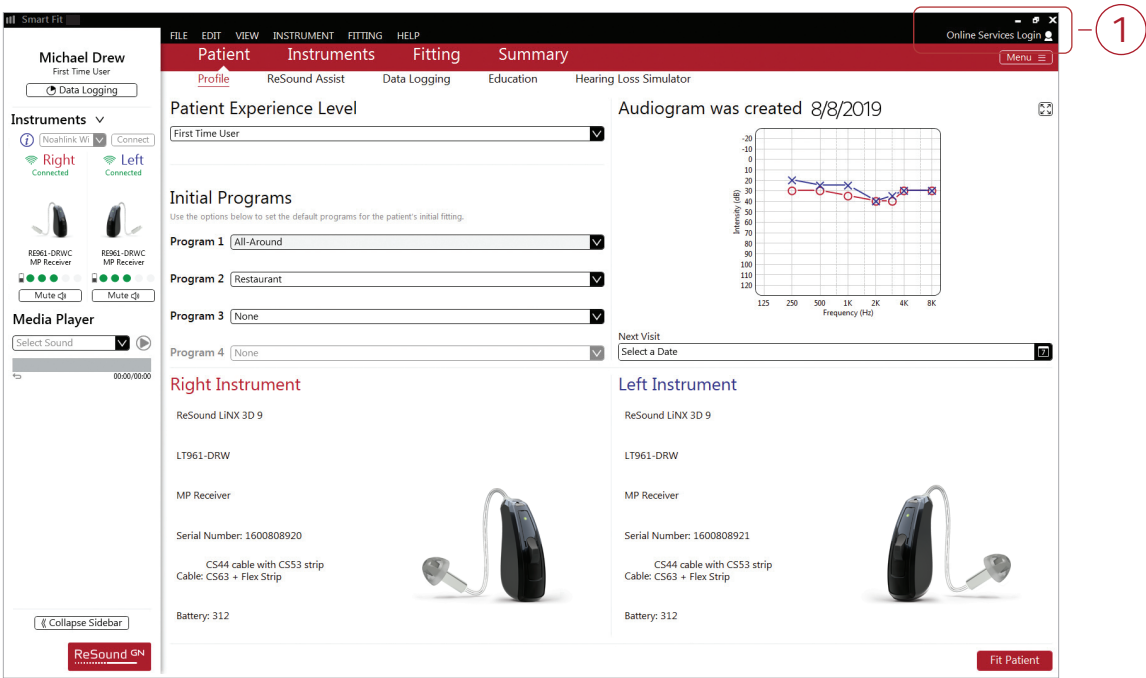 Smart Fit
FILE EDIT VIEW INSTRUMENT FITTING HELP
Online Services Login
1
Patient Instruments Fitting Summary
Menu
Profile ReSound Assist Data Logging Education Hearing Loss Simulator
Michael Drew
First Time User
Data Logging
Instruments
i Noahlink Wi Connect
Right Left
Connected Connected
RE961-DRWC RE961-DRWC
MP Receiver MP Receiver
Mute Mute
Media Player
Select Sound
00:00/00:00
Collapse Sidebar
ReSound GN
Patient Experience Level
First Time User
Initial Programs
Use the options below to set the default programs for the patient's initial fitting.
Program 1 All-Around
Program 2 Restaurant
Program 3 None
Program 4 None
Audiogram was created 8/8/2019
-20
-10
0
10
20
30
40
50
60
70
80
90
100
110
120
Intensity (dB)
125 250 500 1K 2K 4K 8K
Frequency (Hz)
Next Visit
Select a Date 7
Right Instrument
ReSound LiNX 3D 9
LT961-DRW
MP Receiver
Serial Number: 1600808920
CS44 cable with CS53 strip
Cable: CS63 + Flex Strip
Battery: 312
Left Instrument
ReSound LiNX 3D 9
LT961-DRW
MP Receiver
Serial Number: 1600808921
CS44 cable with CS53 strip
Cable: CS63 + Flex Strip
Battery: 312
Fit Patient